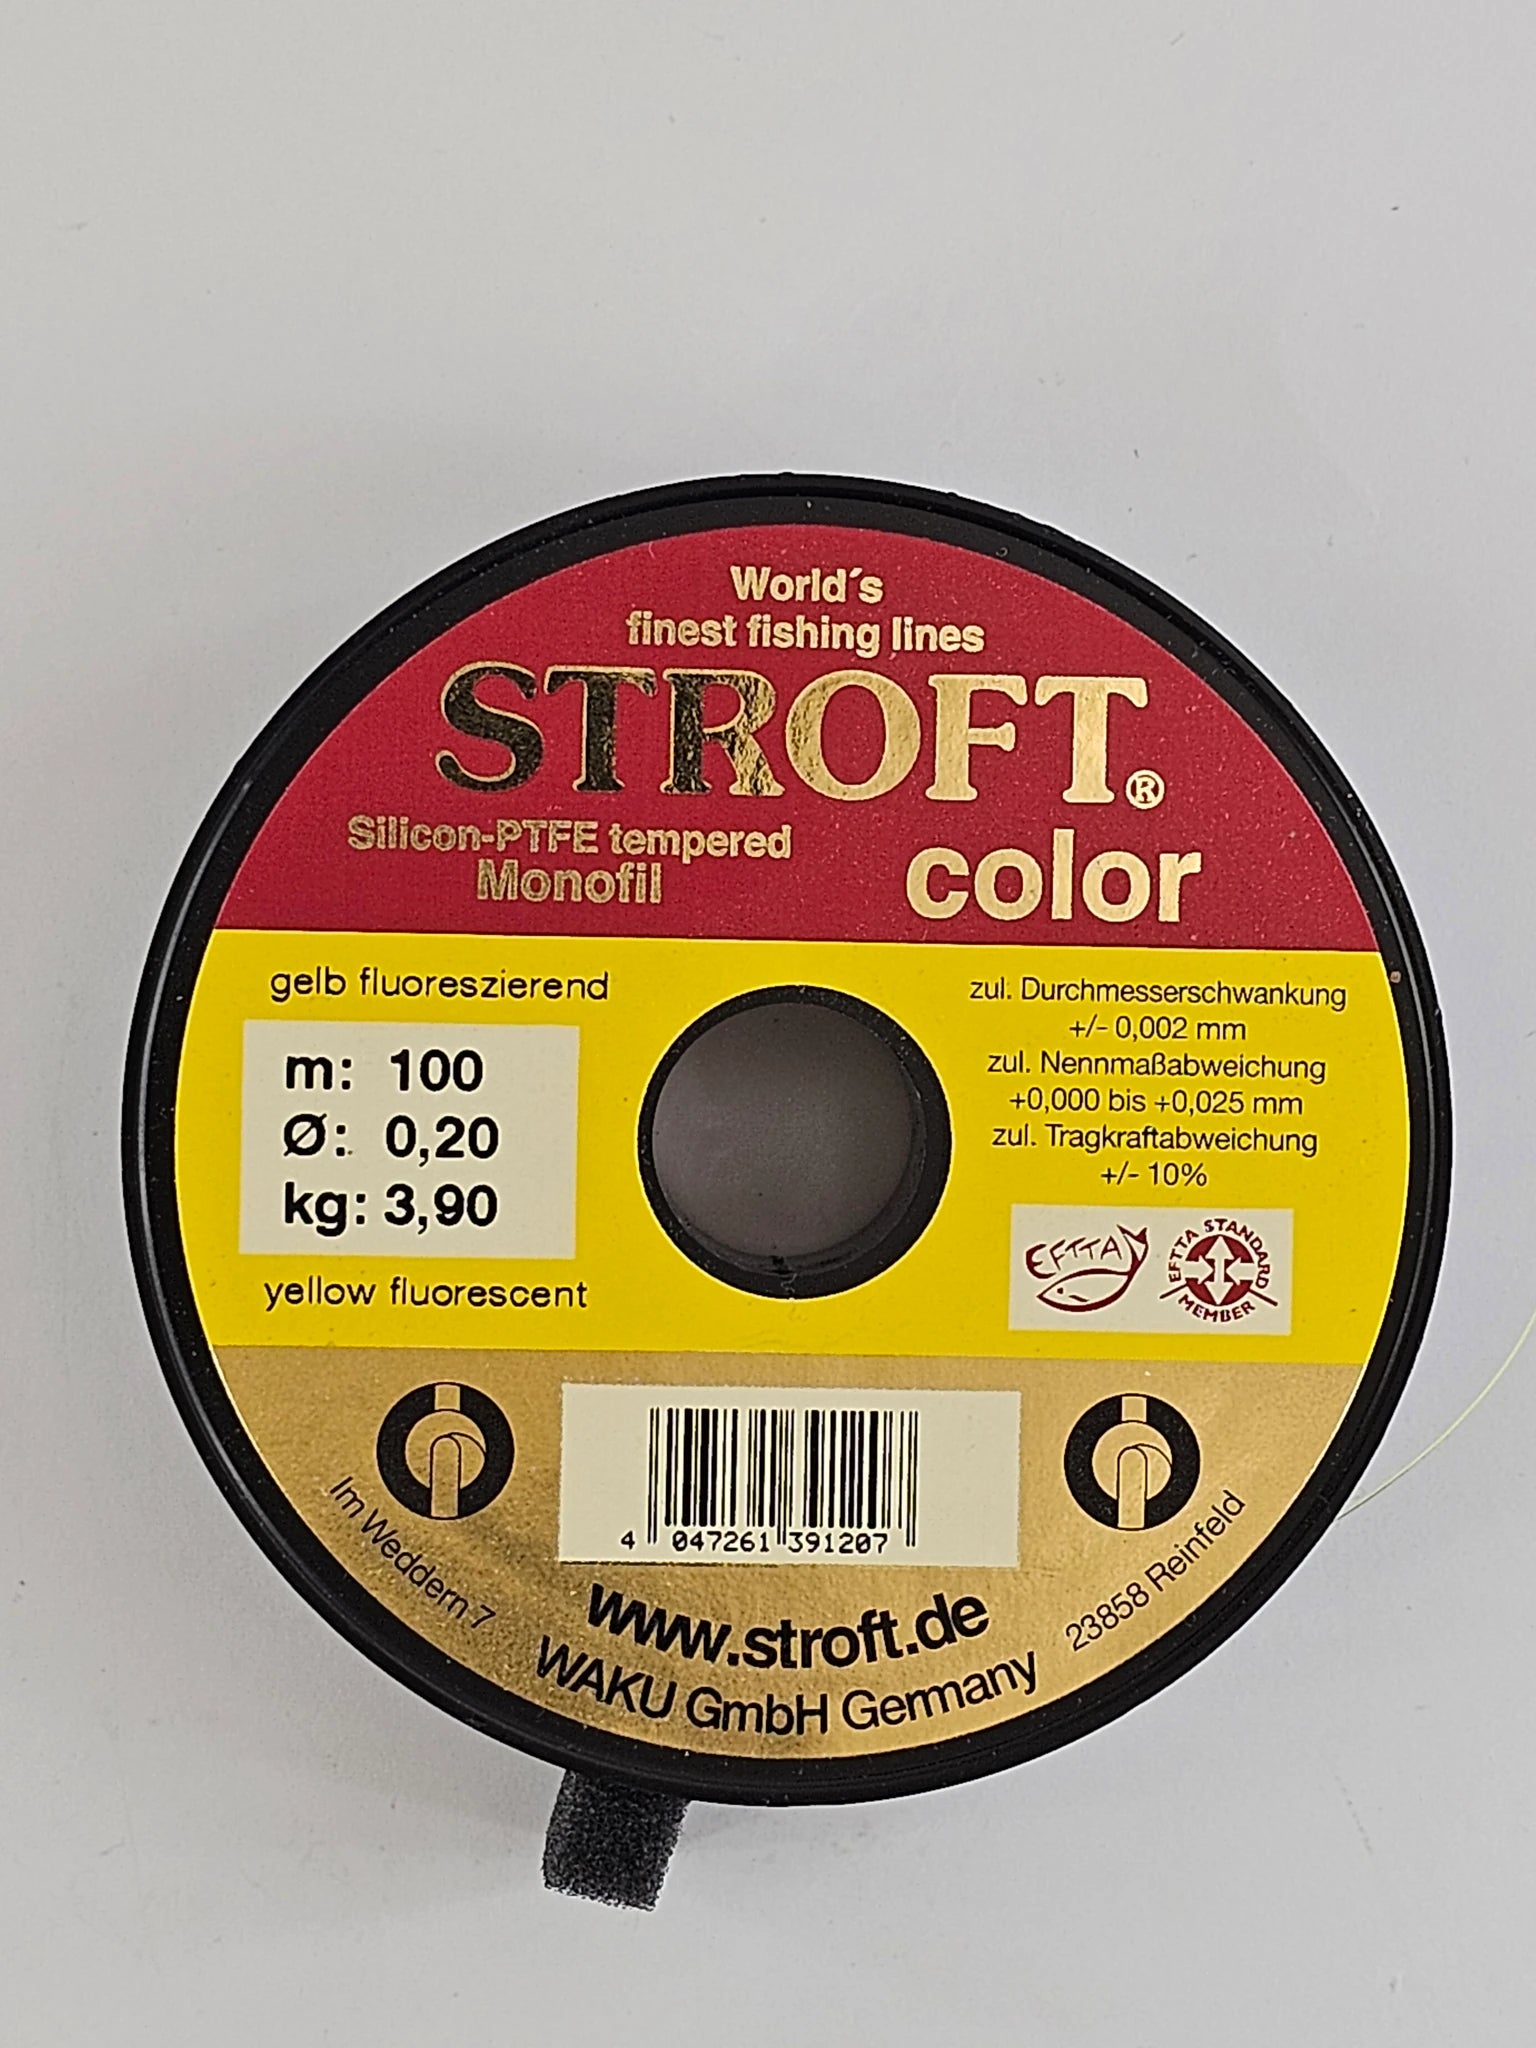 World´s
finest fishing lines
STROFT®
color
Silicon-PTFE tempered
Monofil
gelb fluoreszierend
m: 100
Ø: 0,20
kg: 3,90
yellow fluorescent
zul. Durchmesserschwankung
+/- 0,002 mm
zul. Nennmaßabweichung
+0,000 bis +0,025 mm
zul. Tragkraftabweichung
+/- 10%
EFTTA
EFTTA STANDARD
MEMBER
4 047261 391207
Im Weddern 7
www.stroft.de
WAKU GmbH Germany
23858 Reinfeld